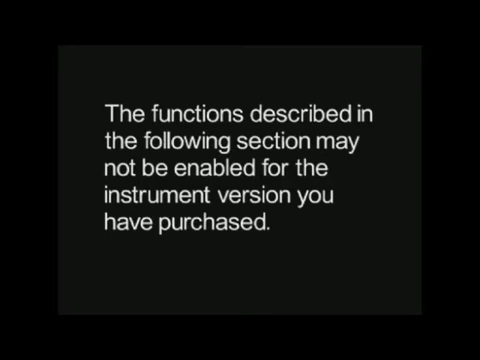 The functions described in
the following section may
not be enabled for the
instrument version you
have purchased.